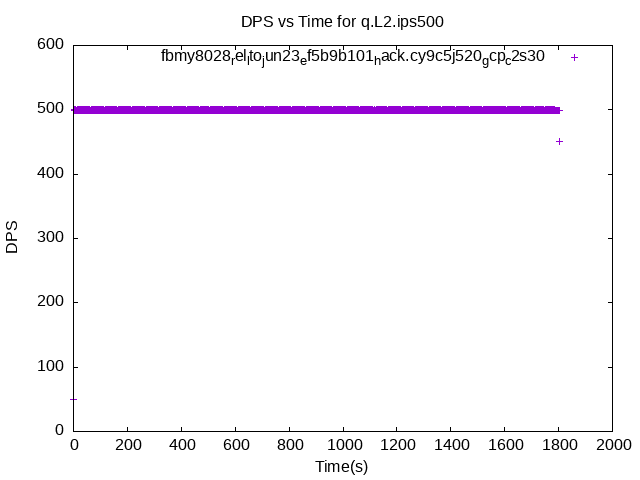 DPS vs Time for q.L2.ips500
fbmy8028relltojun23ef5b9b101hack.cy9c5j520gcpc2s30
600
500
400
300
200
100
0
DPS
0 200 400 600 800 1000 1200 1400 1600 1800 2000
Time(s)